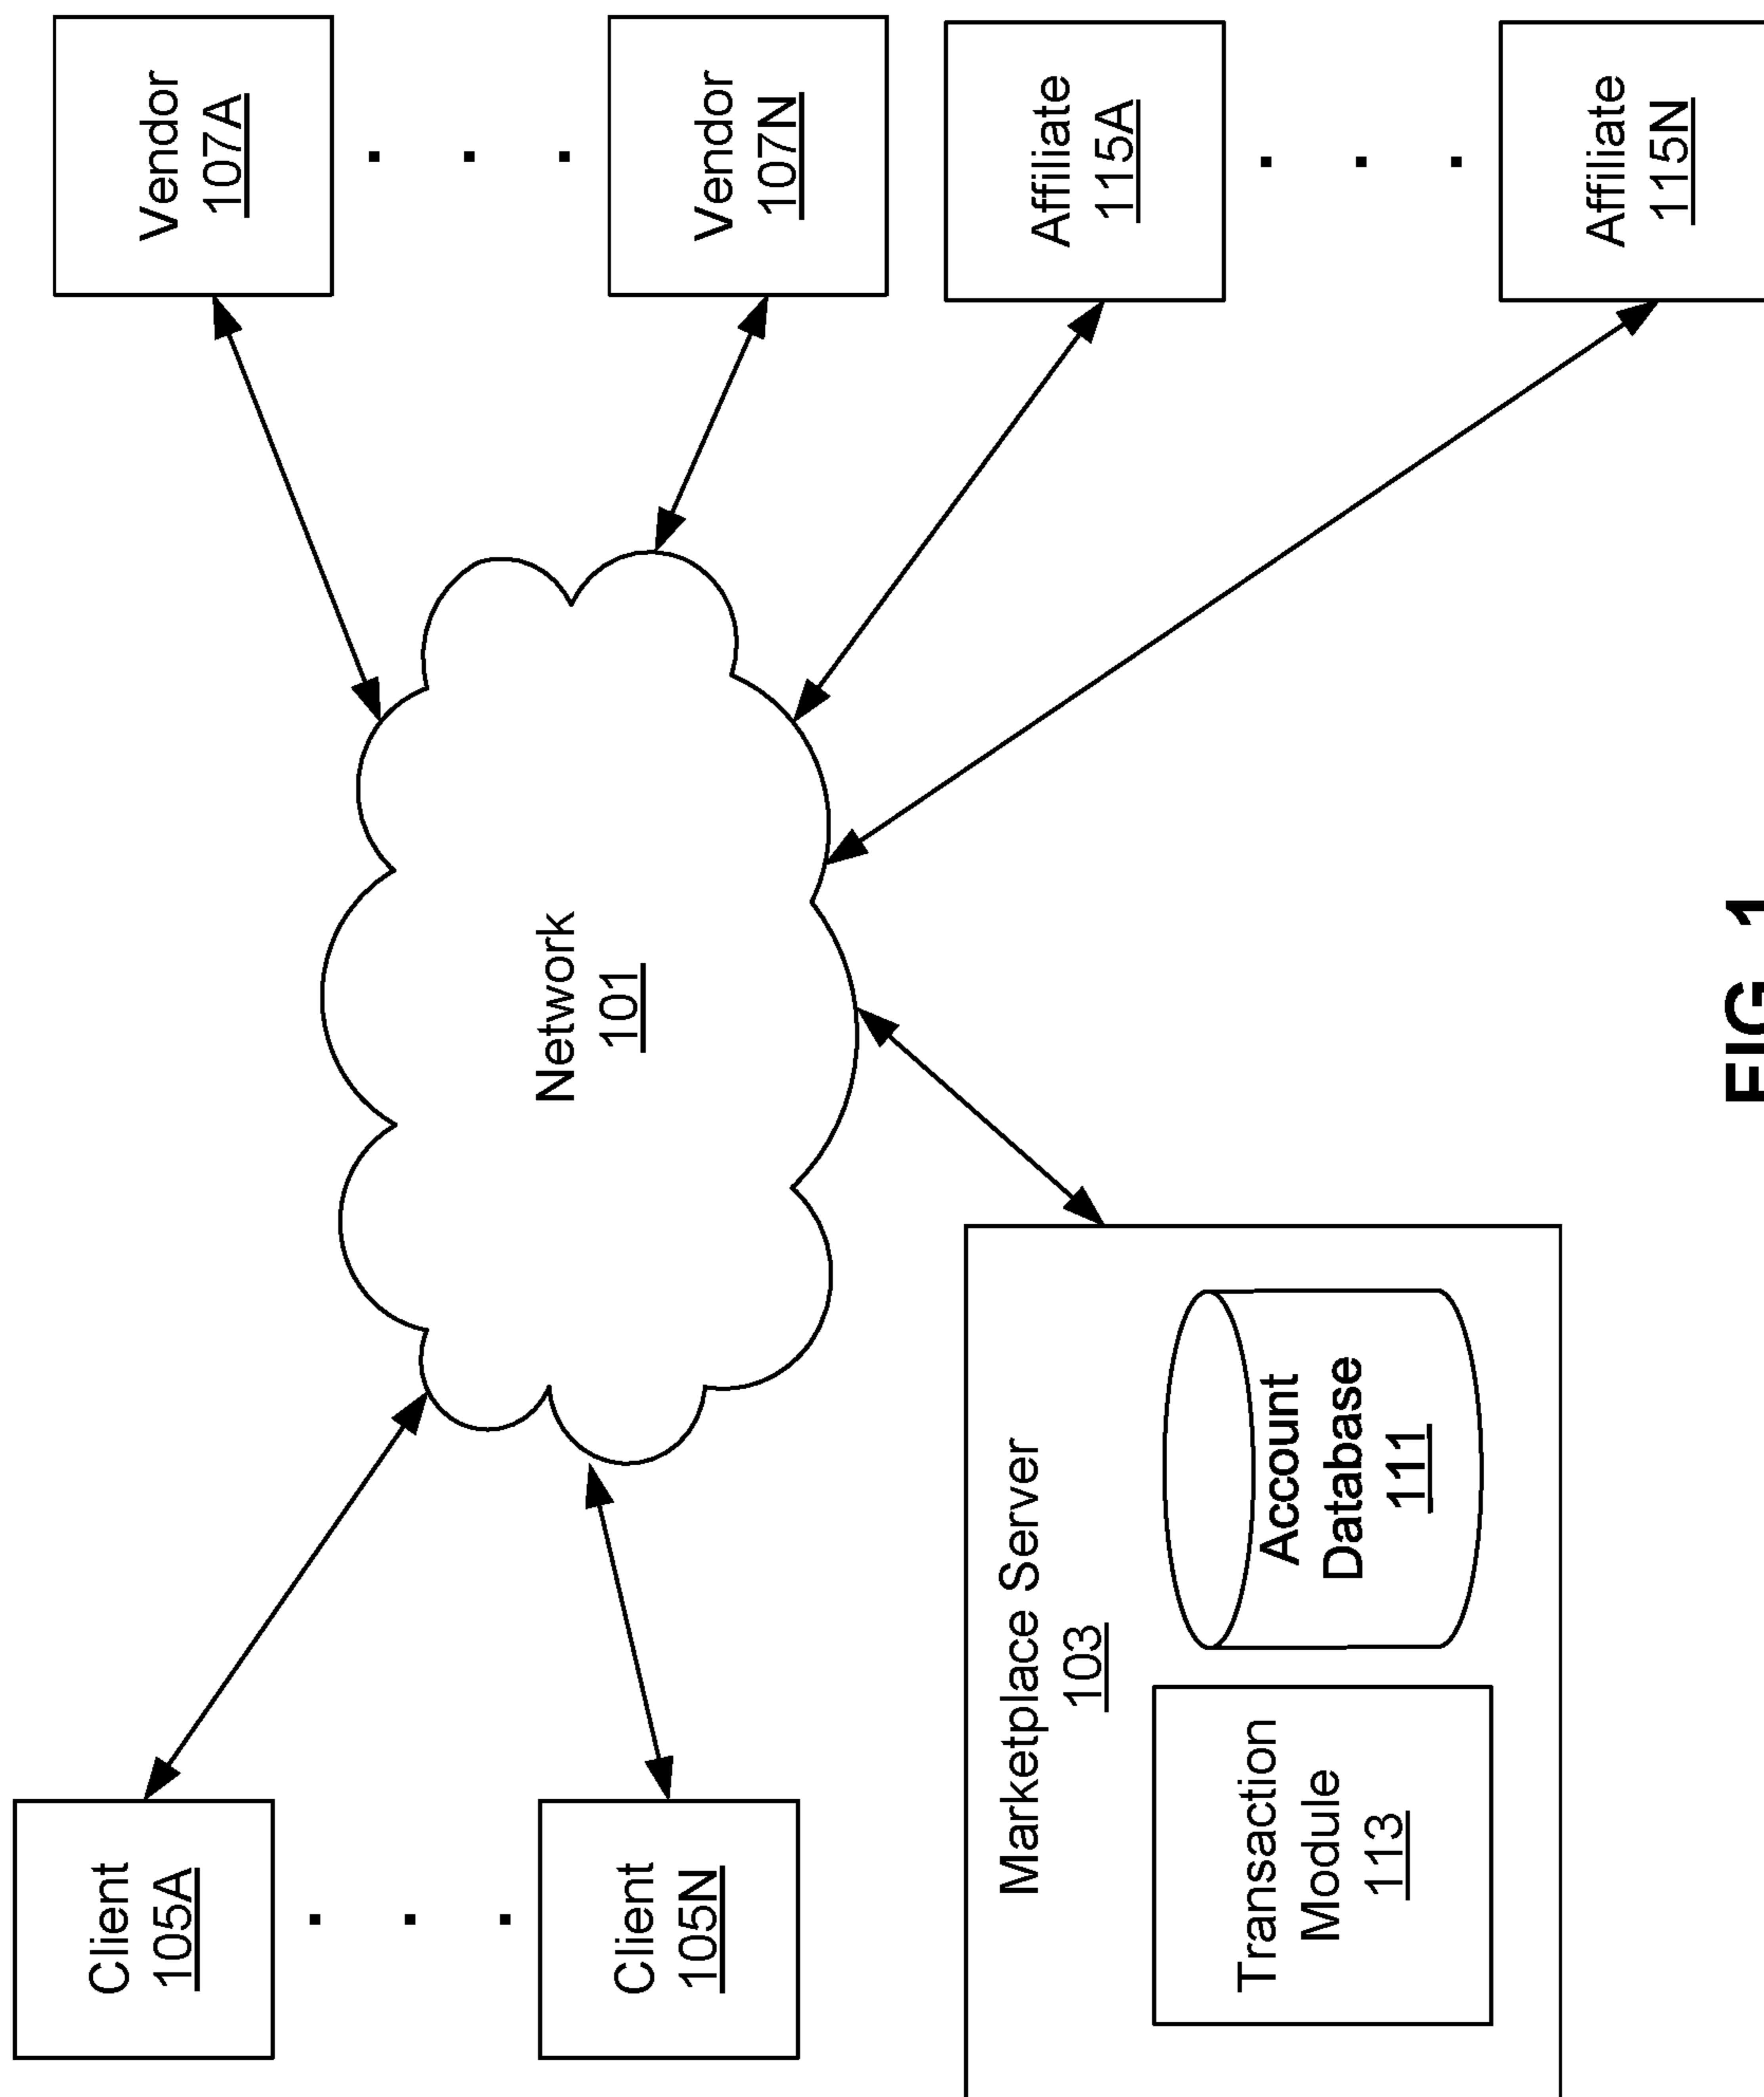 Client
105A
Client
105N
Network
101
Vendor
107A
Vendor
107N
Affiliate
115A
Affiliate
115N
Marketplace Server
103
Transaction
Module
113
Account
Database
111
FIG. 1